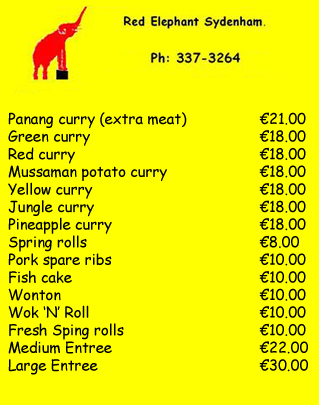 Red Elephant Sydenham.
Ph: 337-3264
Panang curry (extra meat) €21.00
Green curry €18.00
Red curry €18.00
Mussaman potato curry €18.00
Yellow curry €18.00
Jungle curry €18.00
Pineapple curry €18.00
Spring rolls €8.00
Pork spare ribs €10.00
Fish cake €10.00
Wonton €10.00
Wok ‘N’ Roll €10.00
Fresh Sping rolls €10.00
Medium Entree €22.00
Large Entree €30.00